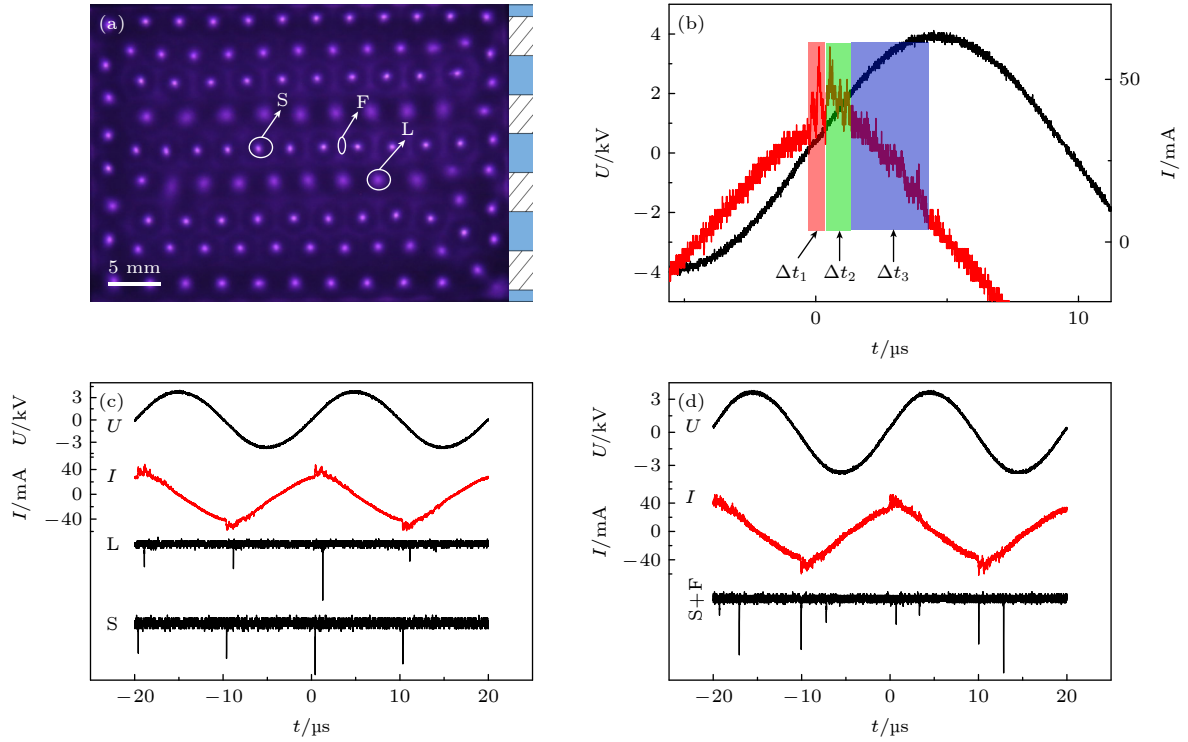 (a)
S
F
L
5 mm
(b)
U/kV
4
2
0
−2
−4
I/mA
50
0
Δt₁
Δt₂
Δt₃
0
10
t/μs
(c)
U/kV
3
0
−3
U
I/mA
40
0
−40
I
L
S
−20
−10
0
10
20
t/μs
(d)
U/kV
3
0
−3
U
I/mA
40
0
−40
I
S+F
−20
−10
0
10
20
t/μs